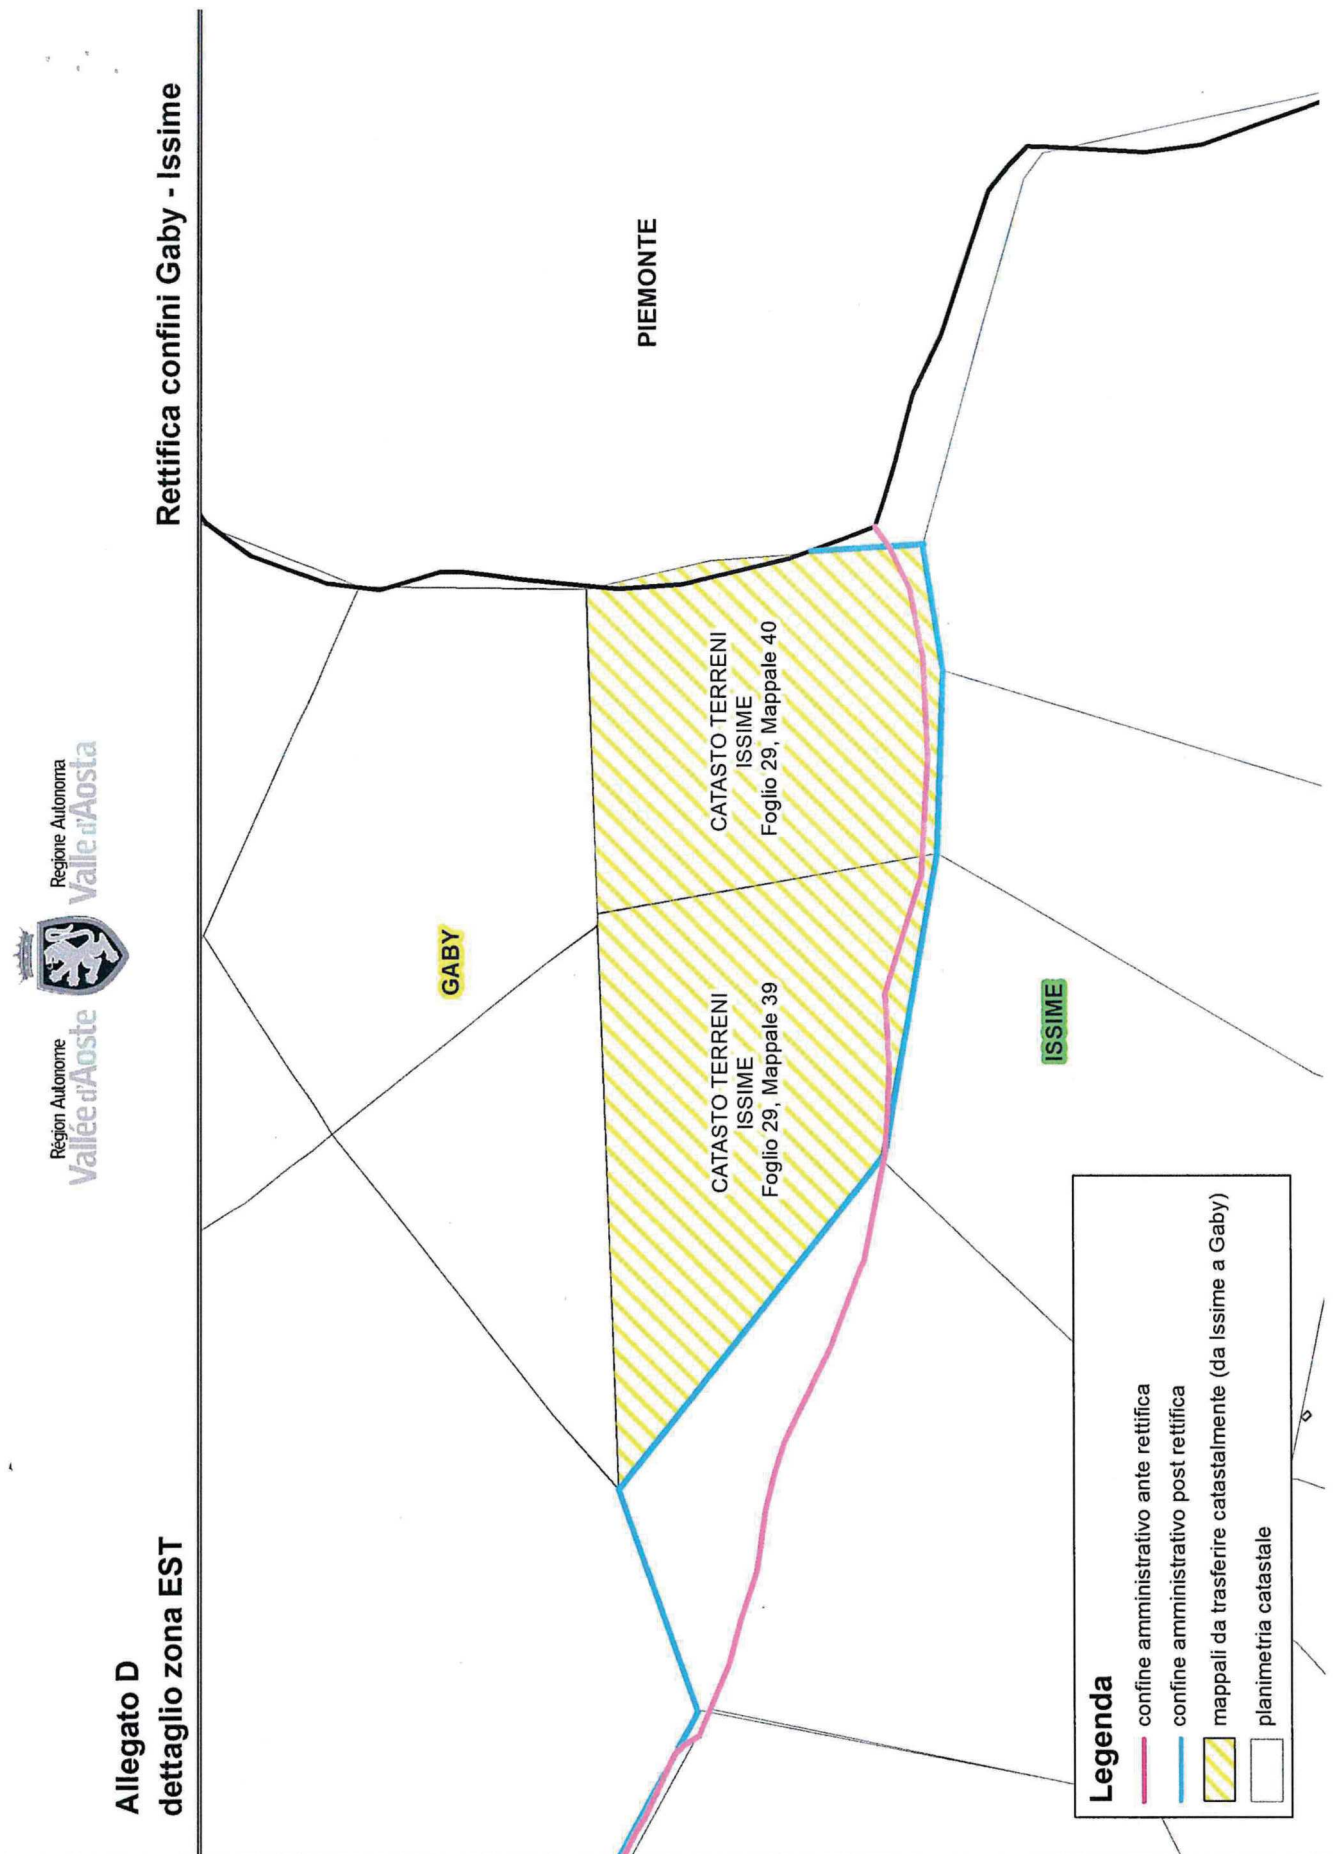 Région Autonome
Vallée d'Aoste
Regione Autonoma
Valle d'Aosta
Allegato D
dettaglio zona EST
Rettifica confini Gaby - Issime
GABY
PIEMONTE
CATASTO TERRENI
ISSIME
Foglio 29, Mappale 39
CATASTO TERRENI
ISSIME
Foglio 29, Mappale 40
ISSIME
Legenda
confine amministrativo ante rettifica
confine amministrativo post rettifica
mappali da trasferire catastalmente (da Issime a Gaby)
planimetria catastale